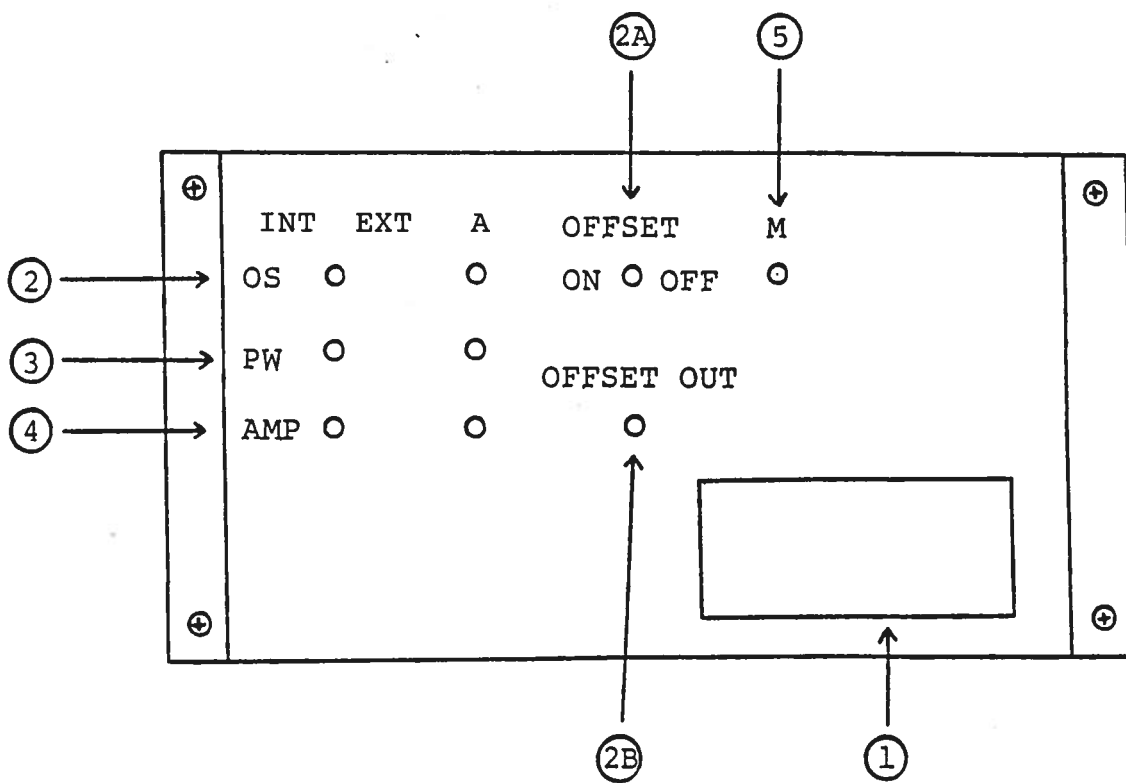 2A 5
INT EXT A OFFSET M
2 OS ON OFF
3 PW
OFFSET OUT
4 AMP
2B 1